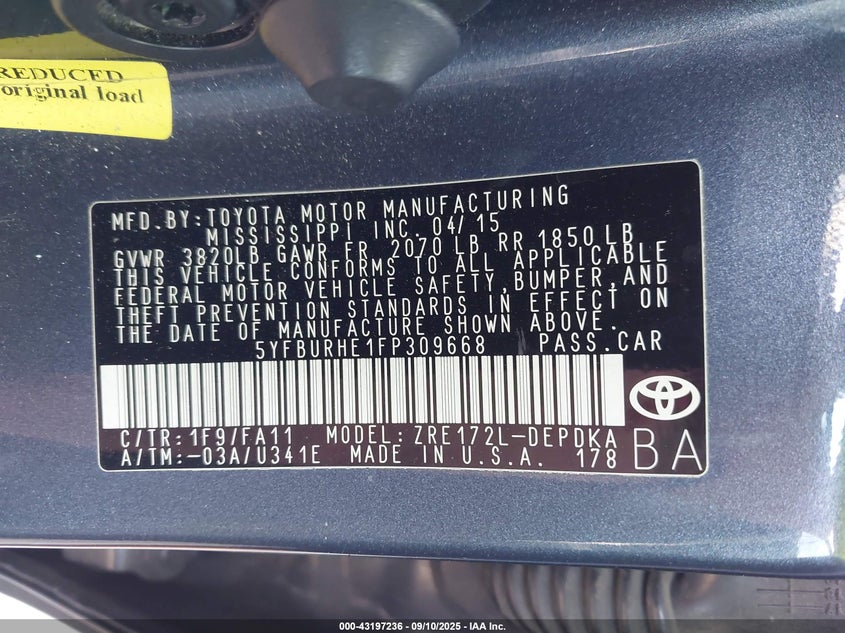 REDUCED
original load
MFD.BY:TOYOTA MOTOR MANUFACTURING
MISSISSIPPI INC. 04/15
GVWR 3820LB GAWR FR 2070 LB RR 1850 LB
THIS VEHICLE CONFORMS TO ALL APPLICABLE
FEDERAL MOTOR VEHICLE SAFETY,BUMPER,AND
THEFT PREVENTION STANDARDS IN EFFECT ON
THE DATE OF MANUFACTURE SHOWN ABOVE.
5YFBURHE1FP309668 PASS.CAR
C/TR:1F9/FA11 MODEL:ZRE172L-DEPDKA
A/TM:-03A/U341E MADE IN U.S.A. 178
BA
000-43197236 - 09/10/2025 - IAA Inc.